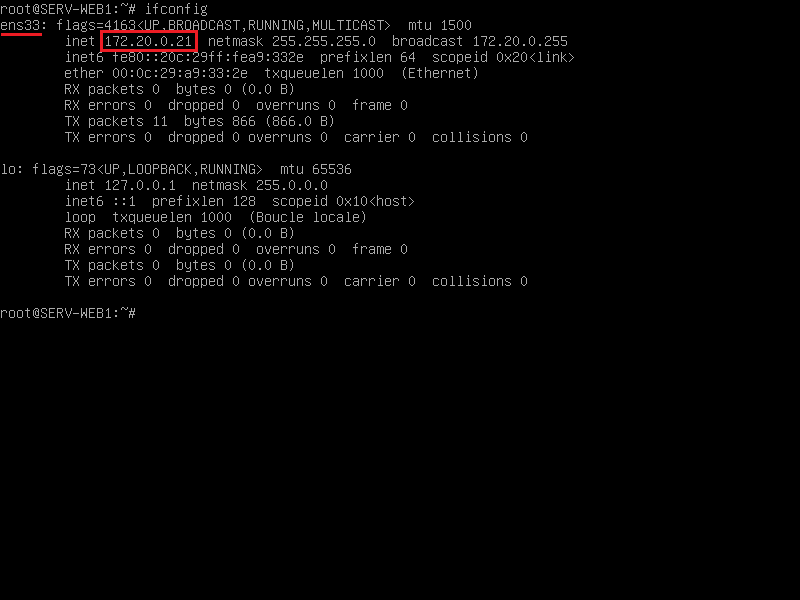 root@SERV-WEB1:~# ifconfig
ens33: flags=4163<UP,BROADCAST,RUNNING,MULTICAST>  mtu 1500
        inet 172.20.0.21  netmask 255.255.255.0  broadcast 172.20.0.255
        inet6 fe80::20c:29ff:fea9:332e  prefixlen 64  scopeid 0x20<link>
        ether 00:0c:29:a9:33:2e  txqueuelen 1000  (Ethernet)
        RX packets 0  bytes 0 (0.0 B)
        RX errors 0  dropped 0  overruns 0  frame 0
        TX packets 11  bytes 866 (866.0 B)
        TX errors 0  dropped 0 overruns 0  carrier 0  collisions 0

lo: flags=73<UP,LOOPBACK,RUNNING>  mtu 65536
        inet 127.0.0.1  netmask 255.0.0.0
        inet6 ::1  prefixlen 128  scopeid 0x10<host>
        loop  txqueuelen 1000  (Boucle locale)
        RX packets 0  bytes 0 (0.0 B)
        RX errors 0  dropped 0  overruns 0  frame 0
        TX packets 0  bytes 0 (0.0 B)
        TX errors 0  dropped 0 overruns 0  carrier 0  collisions 0

root@SERV-WEB1:~#